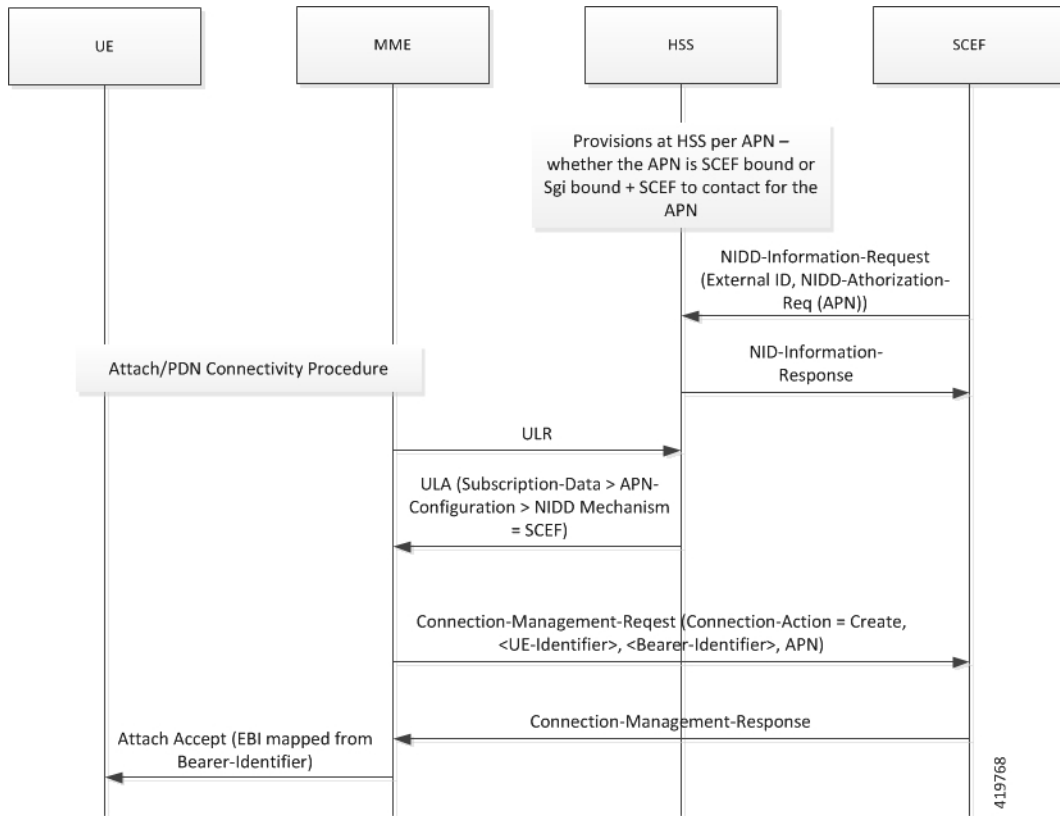 UE
MME
HSS
SCEF
Provisions at HSS per APN –
whether the APN is SCEF bound or
Sgi bound + SCEF to contact for the
APN
NIDD-Information-Request
(External ID, NIDD-Athorization-
Req (APN))
Attach/PDN Connectivity Procedure
NID-Information-
Response
ULR
ULA (Subscription-Data > APN-
Configuration > NIDD Mechanism
= SCEF)
Connection-Management-Reqest (Connection-Action = Create,
<UE-Identifier>, <Bearer-Identifier>, APN)
Connection-Management-Response
Attach Accept (EBI mapped from
Bearer-Identifier)
419768